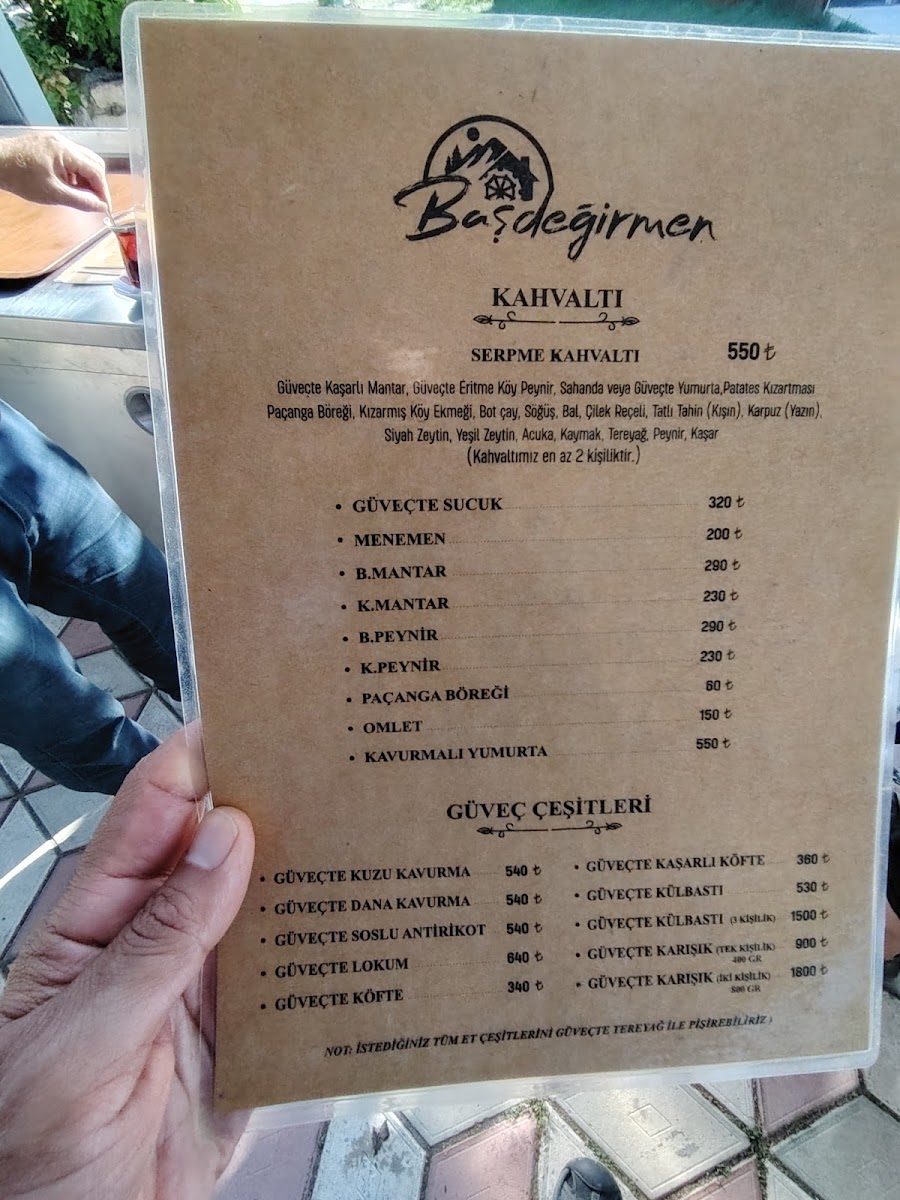 Başdeğirmen
KAHVALTI
SERPME KAHVALTI 550 ₺
Güveçte Kaşarlı Mantar, Güveçte Eritme Köy Peynir, Sahanda veya Güveçte Yumurta,Patates Kızartması
Paçanga Böreği, Kızarmış Köy Ekmeği, Bot çay, Söğüş, Bal, Çilek Reçeli, Tatlı Tahin (Kışın), Karpuz (Yazın),
Siyah Zeytin, Yeşil Zeytin, Acuka, Kaymak, Tereyağ, Peynir, Kaşar
(Kahvaltımız en az 2 kişiliktir.)
• GÜVEÇTE SUCUK 320 ₺
• MENEMEN 200 ₺
• B.MANTAR 290 ₺
• K.MANTAR 230 ₺
• B.PEYNİR 290 ₺
• K.PEYNİR 230 ₺
• PAÇANGA BÖREĞİ 60 ₺
• OMLET 150 ₺
• KAVURMALI YUMURTA 550 ₺
GÜVEÇ ÇEŞİTLERİ
• GÜVEÇTE KUZU KAVURMA 540 ₺
• GÜVEÇTE DANA KAVURMA 540 ₺
• GÜVEÇTE SOSLU ANTİRİKOT 540 ₺
• GÜVEÇTE LOKUM 640 ₺
• GÜVEÇTE KÖFTE 340 ₺
• GÜVEÇTE KAŞARLI KÖFTE 360 ₺
• GÜVEÇTE KÜLBASTI 530 ₺
• GÜVEÇTE KÜLBASTI (3 KİŞİLİK) 1500 ₺
• GÜVEÇTE KARIŞIK (TEK KİŞİLİK) 900 ₺
400 GR
• GÜVEÇTE KARIŞIK (İKİ KİŞİLİK) 1800 ₺
800 GR
NOT: İSTEDİĞİNİZ TÜM ET ÇEŞİTLERİNİ GÜVEÇTE TEREYAĞ İLE PİŞİREBİLİRİZ )